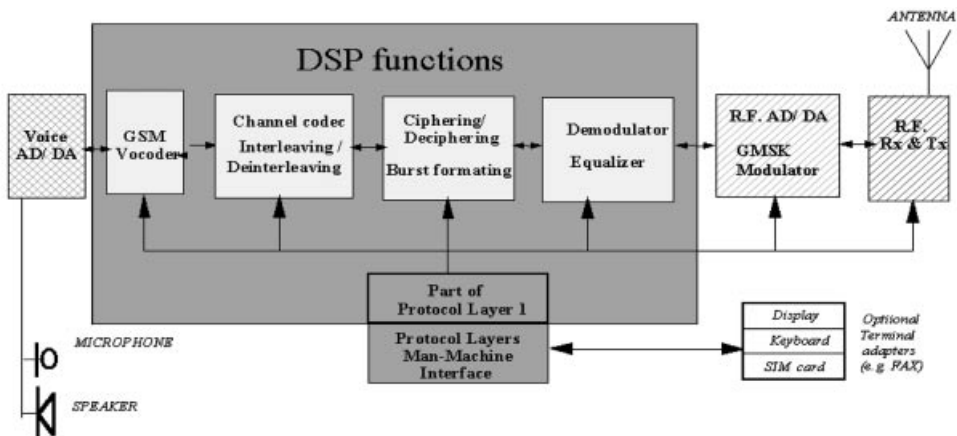 ANTENNA
DSP functions
Voice
AD/ DA
GSM
Vocoder
Channel codec
Interleaving /
Deinterleaving
Ciphering/
Deciphering
Burst formating
Demodulator
Equalizer
R.F. AD/ DA
GMSK
Modulator
R.F.
Rx & Tx
Part of
Protocol Layer 1
Protocol Layers
Man-Machine
Interface
Display
Keyboard
SIM card
Optiional
Terminal
adapters
(e. g. FAX)
MICROPHONE
SPEAKER